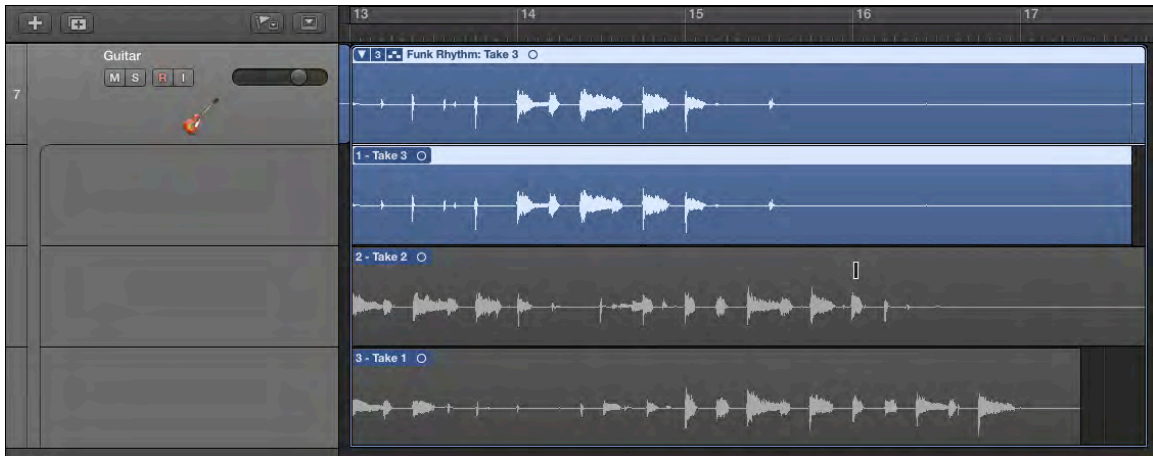 13 14 15 16 17
Guitar
3 Funk Rhythm: Take 3
M S R I
7
1 - Take 3
2 - Take 2
3 - Take 1